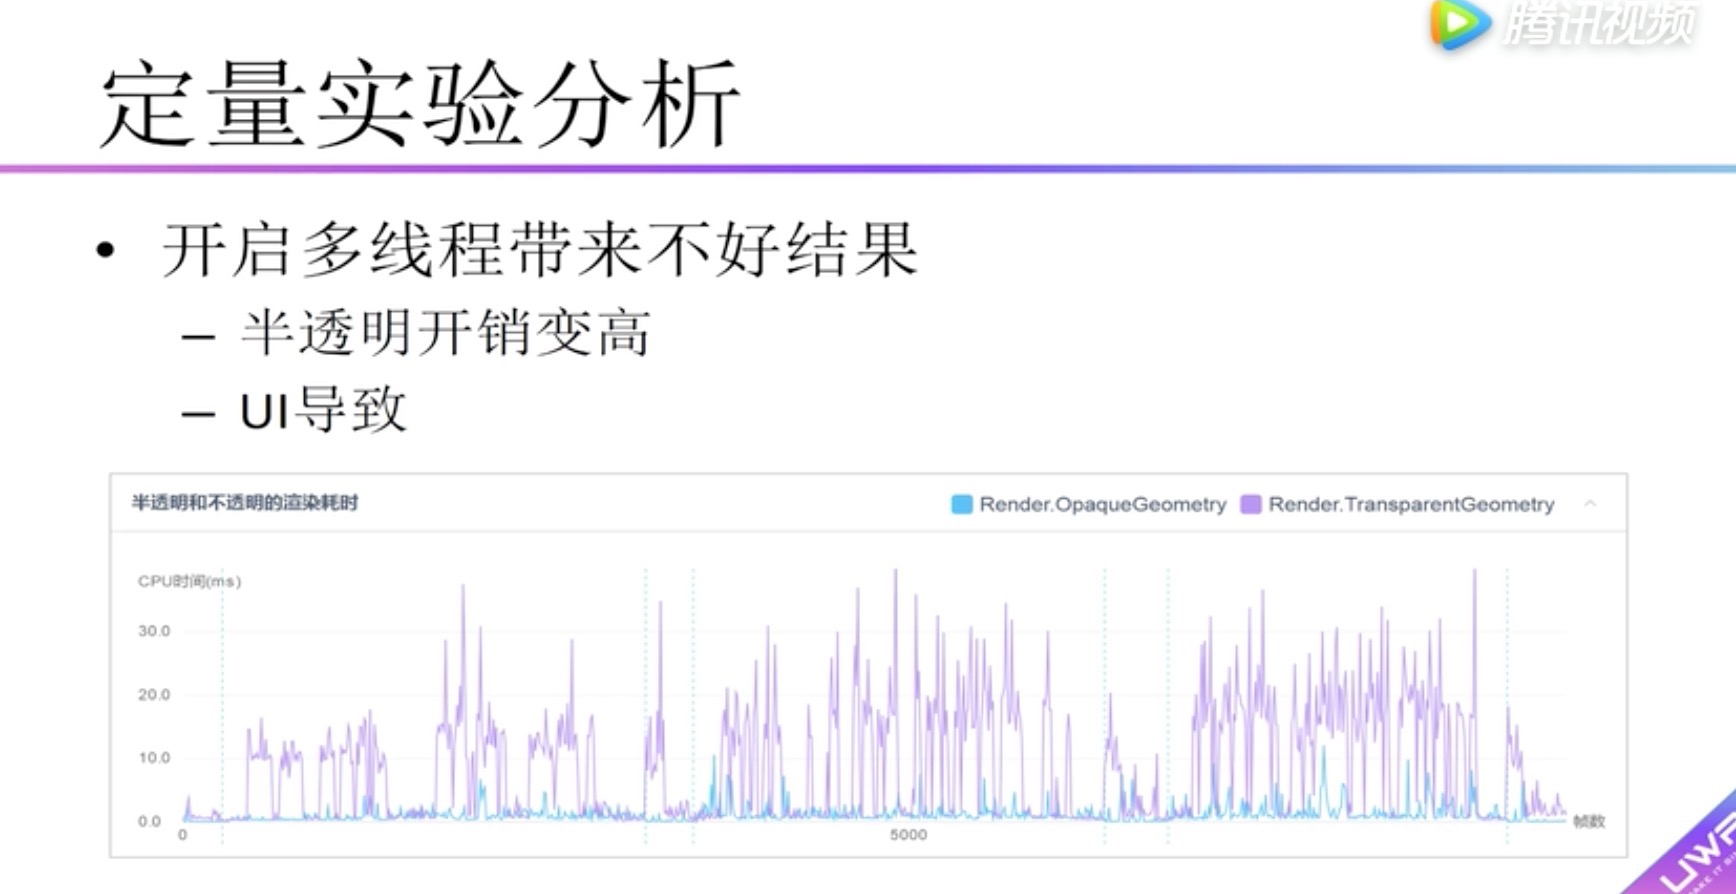 腾讯视频
定量实验分析
• 开启多线程带来不好结果
– 半透明开销变高
– UI导致
半透明和不透明的渲染耗时
Render.OpaqueGeometry Render.TransparentGeometry
CPU时间(ms)
30.0
20.0
10.0
0.0
0 5000 帧数
UWA